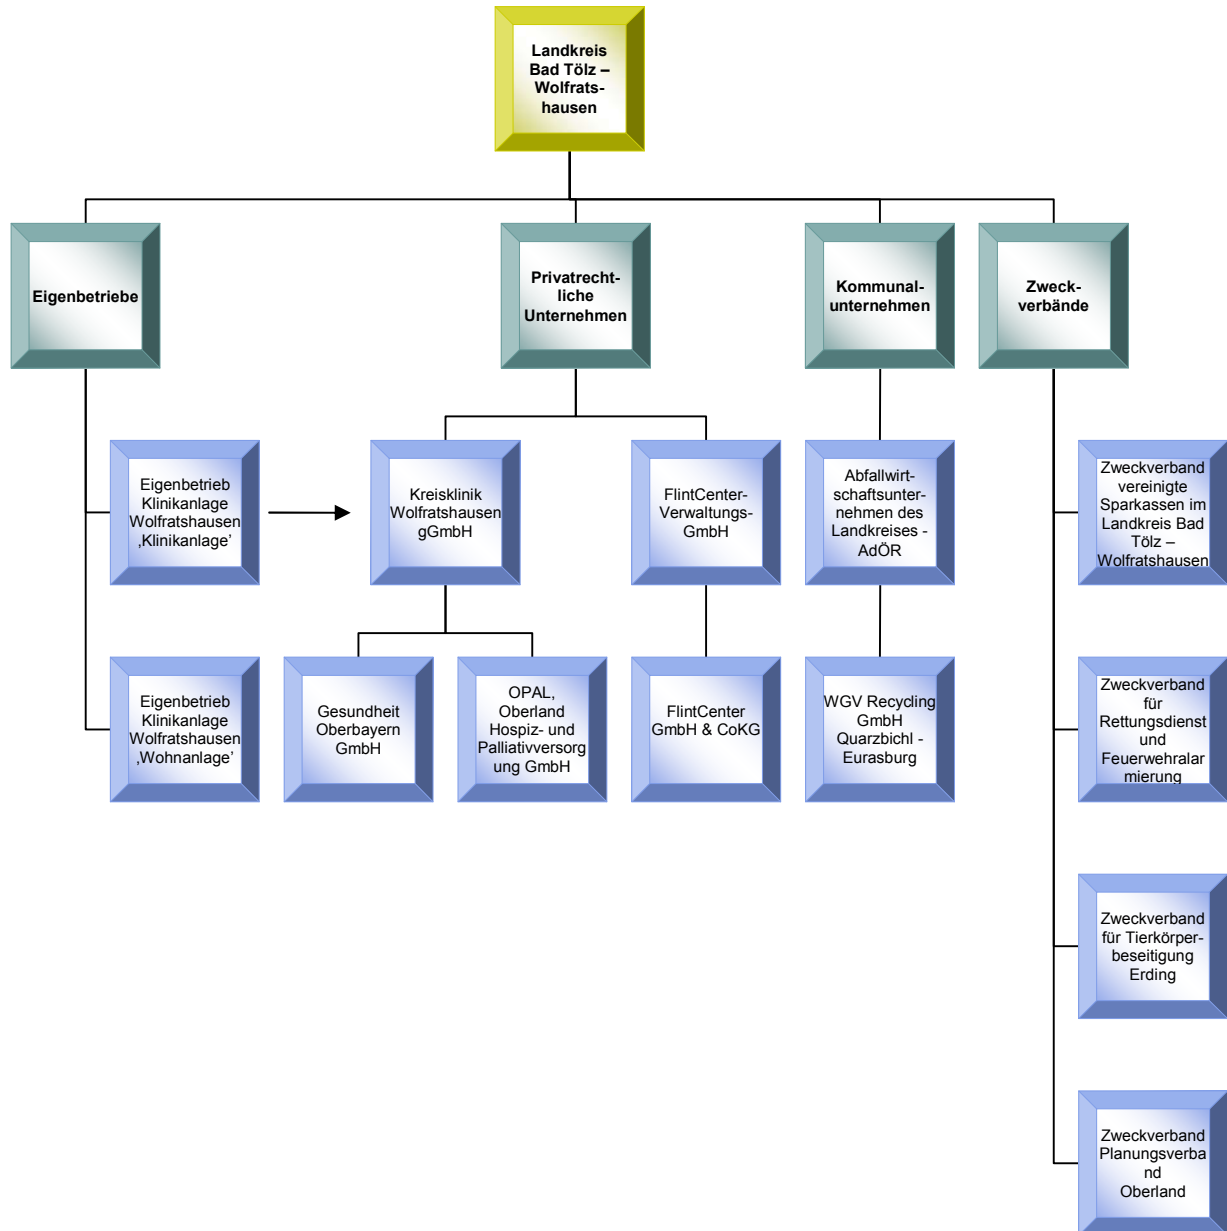 Landkreis
Bad Tölz –
Wolfrats-
hausen
Eigenbetriebe
Privatrecht-
liche
Unternehmen
Kommunal-
unternehmen
Zweck-
verbände
Eigenbetrieb
Klinikanlage
Wolfratshausen
‚Klinikanlage’
Kreisklinik
Wolfratshausen
gGmbH
FlintCenter-
Verwaltungs-
GmbH
Abfallwirt-
schaftsunter-
nehmen des
Landkreises -
AdÖR
Zweckverband
vereinigte
Sparkassen im
Landkreis Bad
Tölz –
Wolfratshausen
Eigenbetrieb
Klinikanlage
Wolfratshausen
‚Wohnanlage’
Gesundheit
Oberbayern
GmbH
OPAL,
Oberland
Hospiz- und
Palliativversorg
ung GmbH
FlintCenter
GmbH & CoKG
WGV Recycling
GmbH
Quarzbichl -
Eurasburg
Zweckverband
für
Rettungsdienst
und
Feuerwehralar
mierung
Zweckverband
für Tierkörper-
beseitigung
Erding
Zweckverband
Planungsverba
nd
Oberland